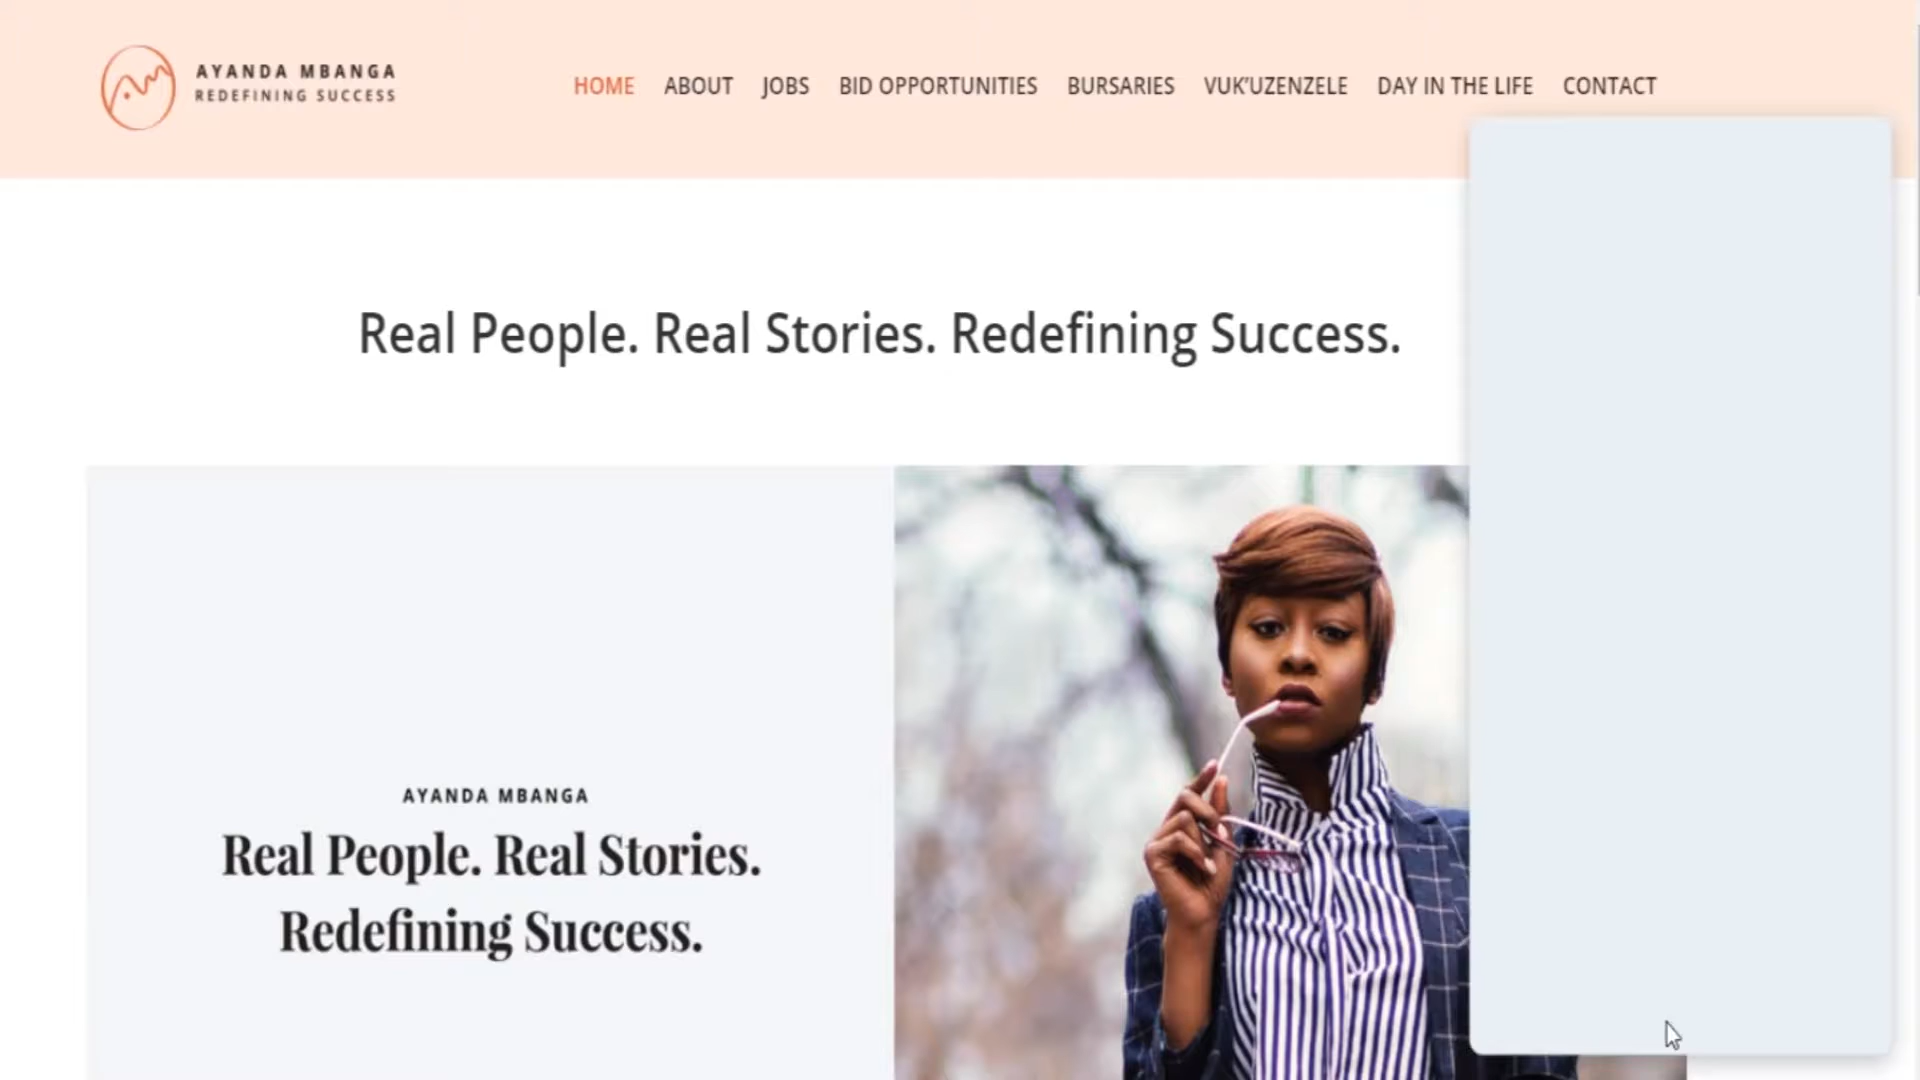 AYANDA MBANGA
REDEFINING SUCCESS
HOME ABOUT JOBS BID OPPORTUNITIES BURSARIES VUK'UZENZELE DAY IN THE LIFE CONTACT
Real People. Real Stories. Redefining Success.
AYANDA MBANGA
Real People. Real Stories.
Redefining Success.